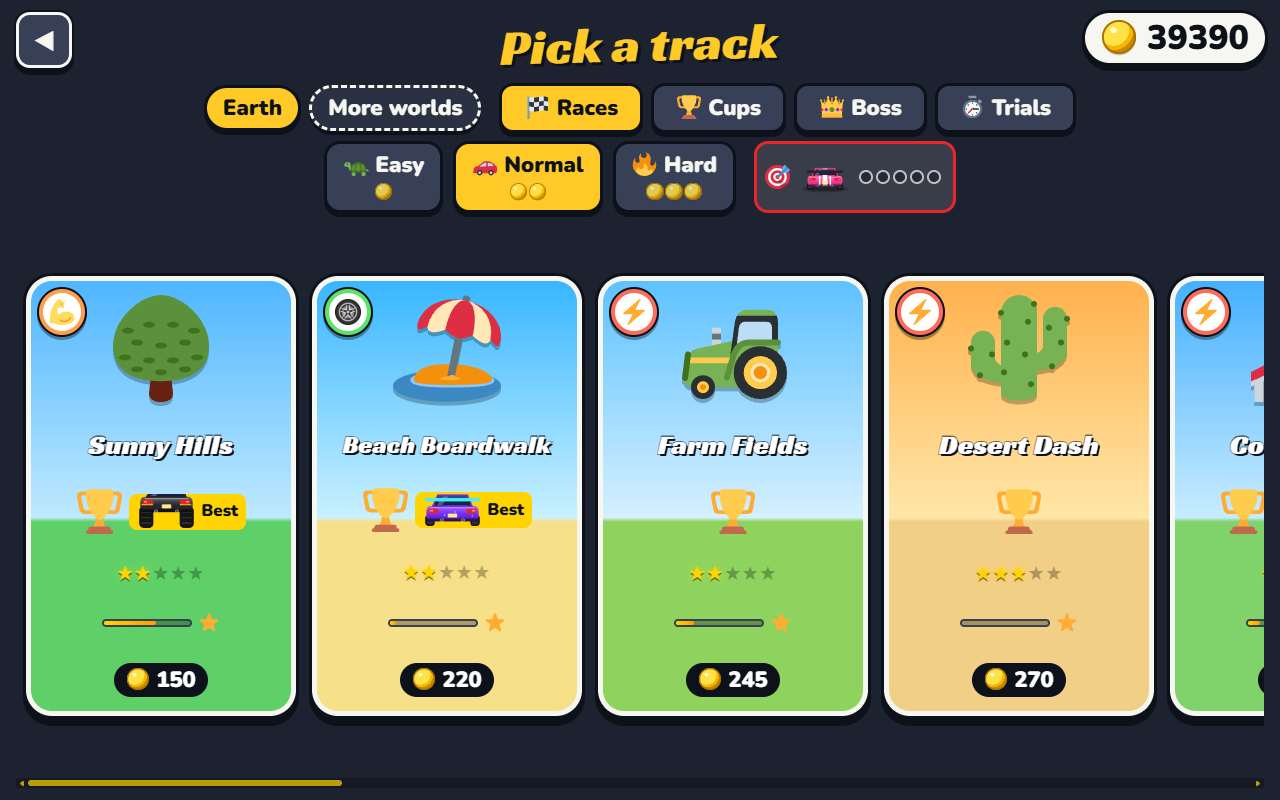 Pick a track
39390
Earth More worlds Races Cups Boss Trials
Easy Normal Hard
Sunny Hills Beach Boardwalk Farm Fields Desert Dash Co
Best Best
150 220 245 270